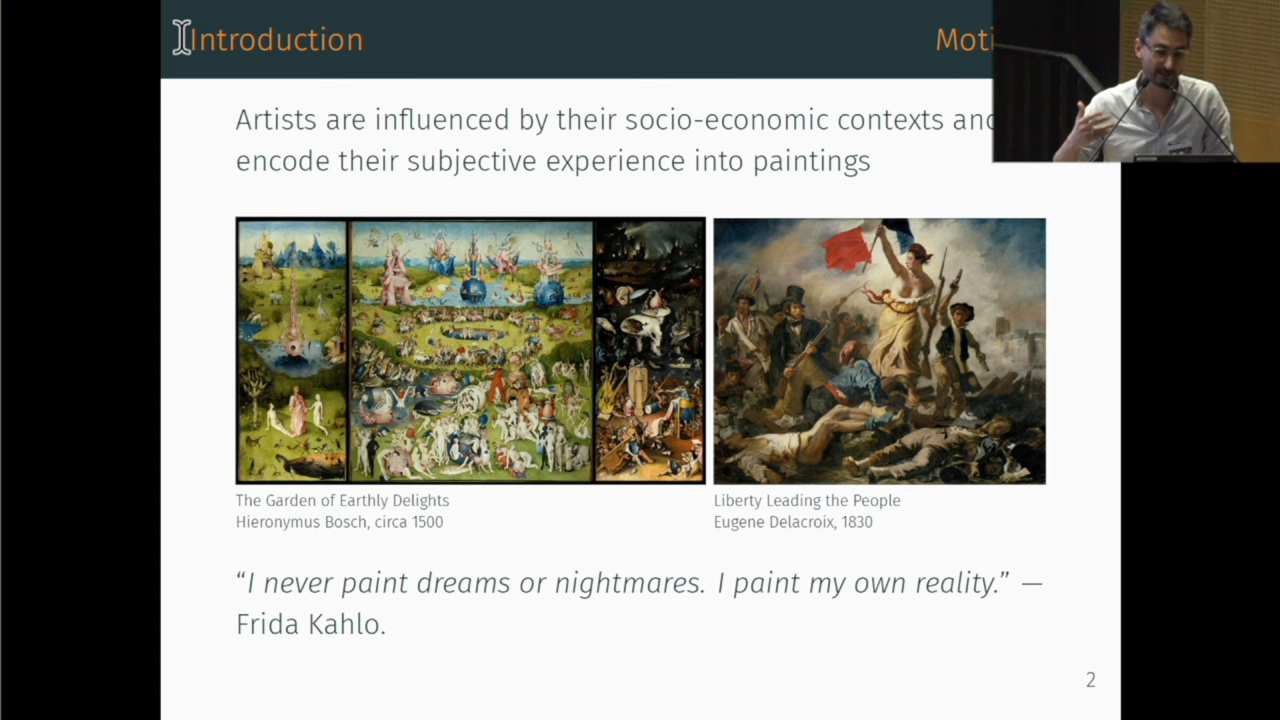 Introduction
Artists are influenced by their socio-economic contexts and
encode their subjective experience into paintings
The Garden of Earthly Delights
Hieronymus Bosch, circa 1500
Liberty Leading the People
Eugene Delacroix, 1830
“I never paint dreams or nightmares. I paint my own reality.” —
Frida Kahlo.
2